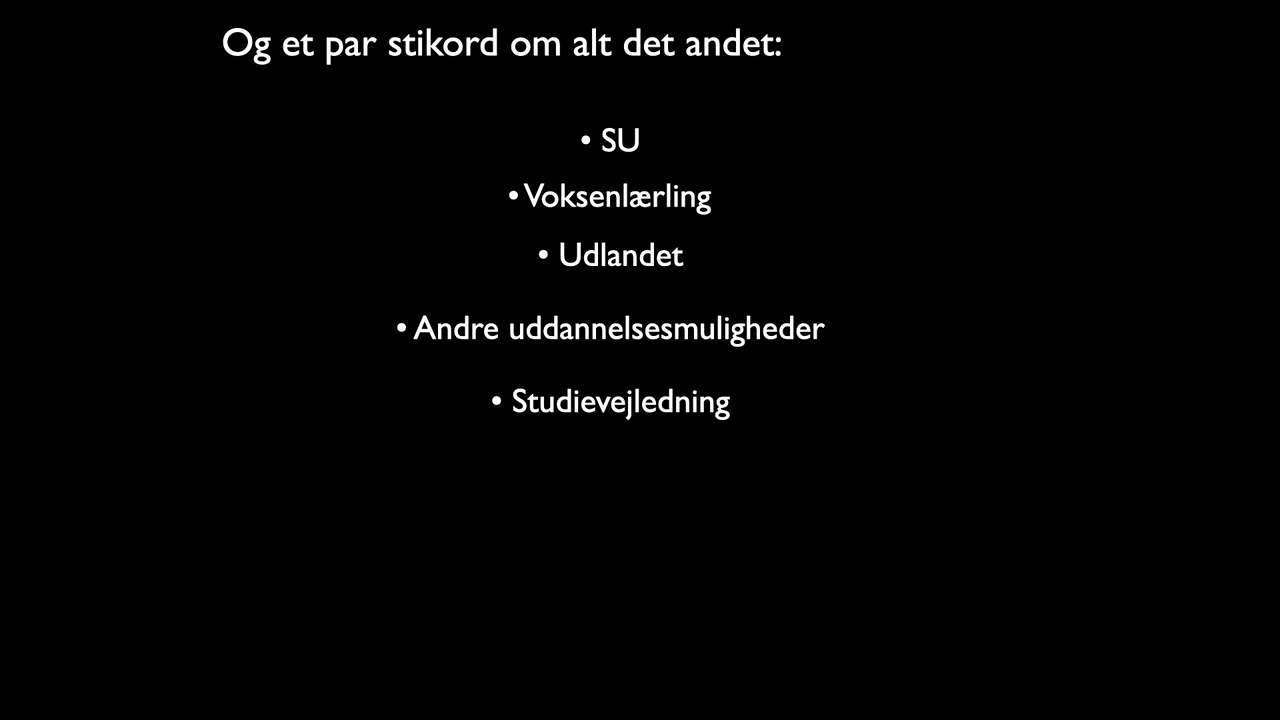 Og et par stikord om alt det andet:
• SU
• Voksenlærling
• Udlandet
• Andre uddannelsesmuligheder
• Studievejledning